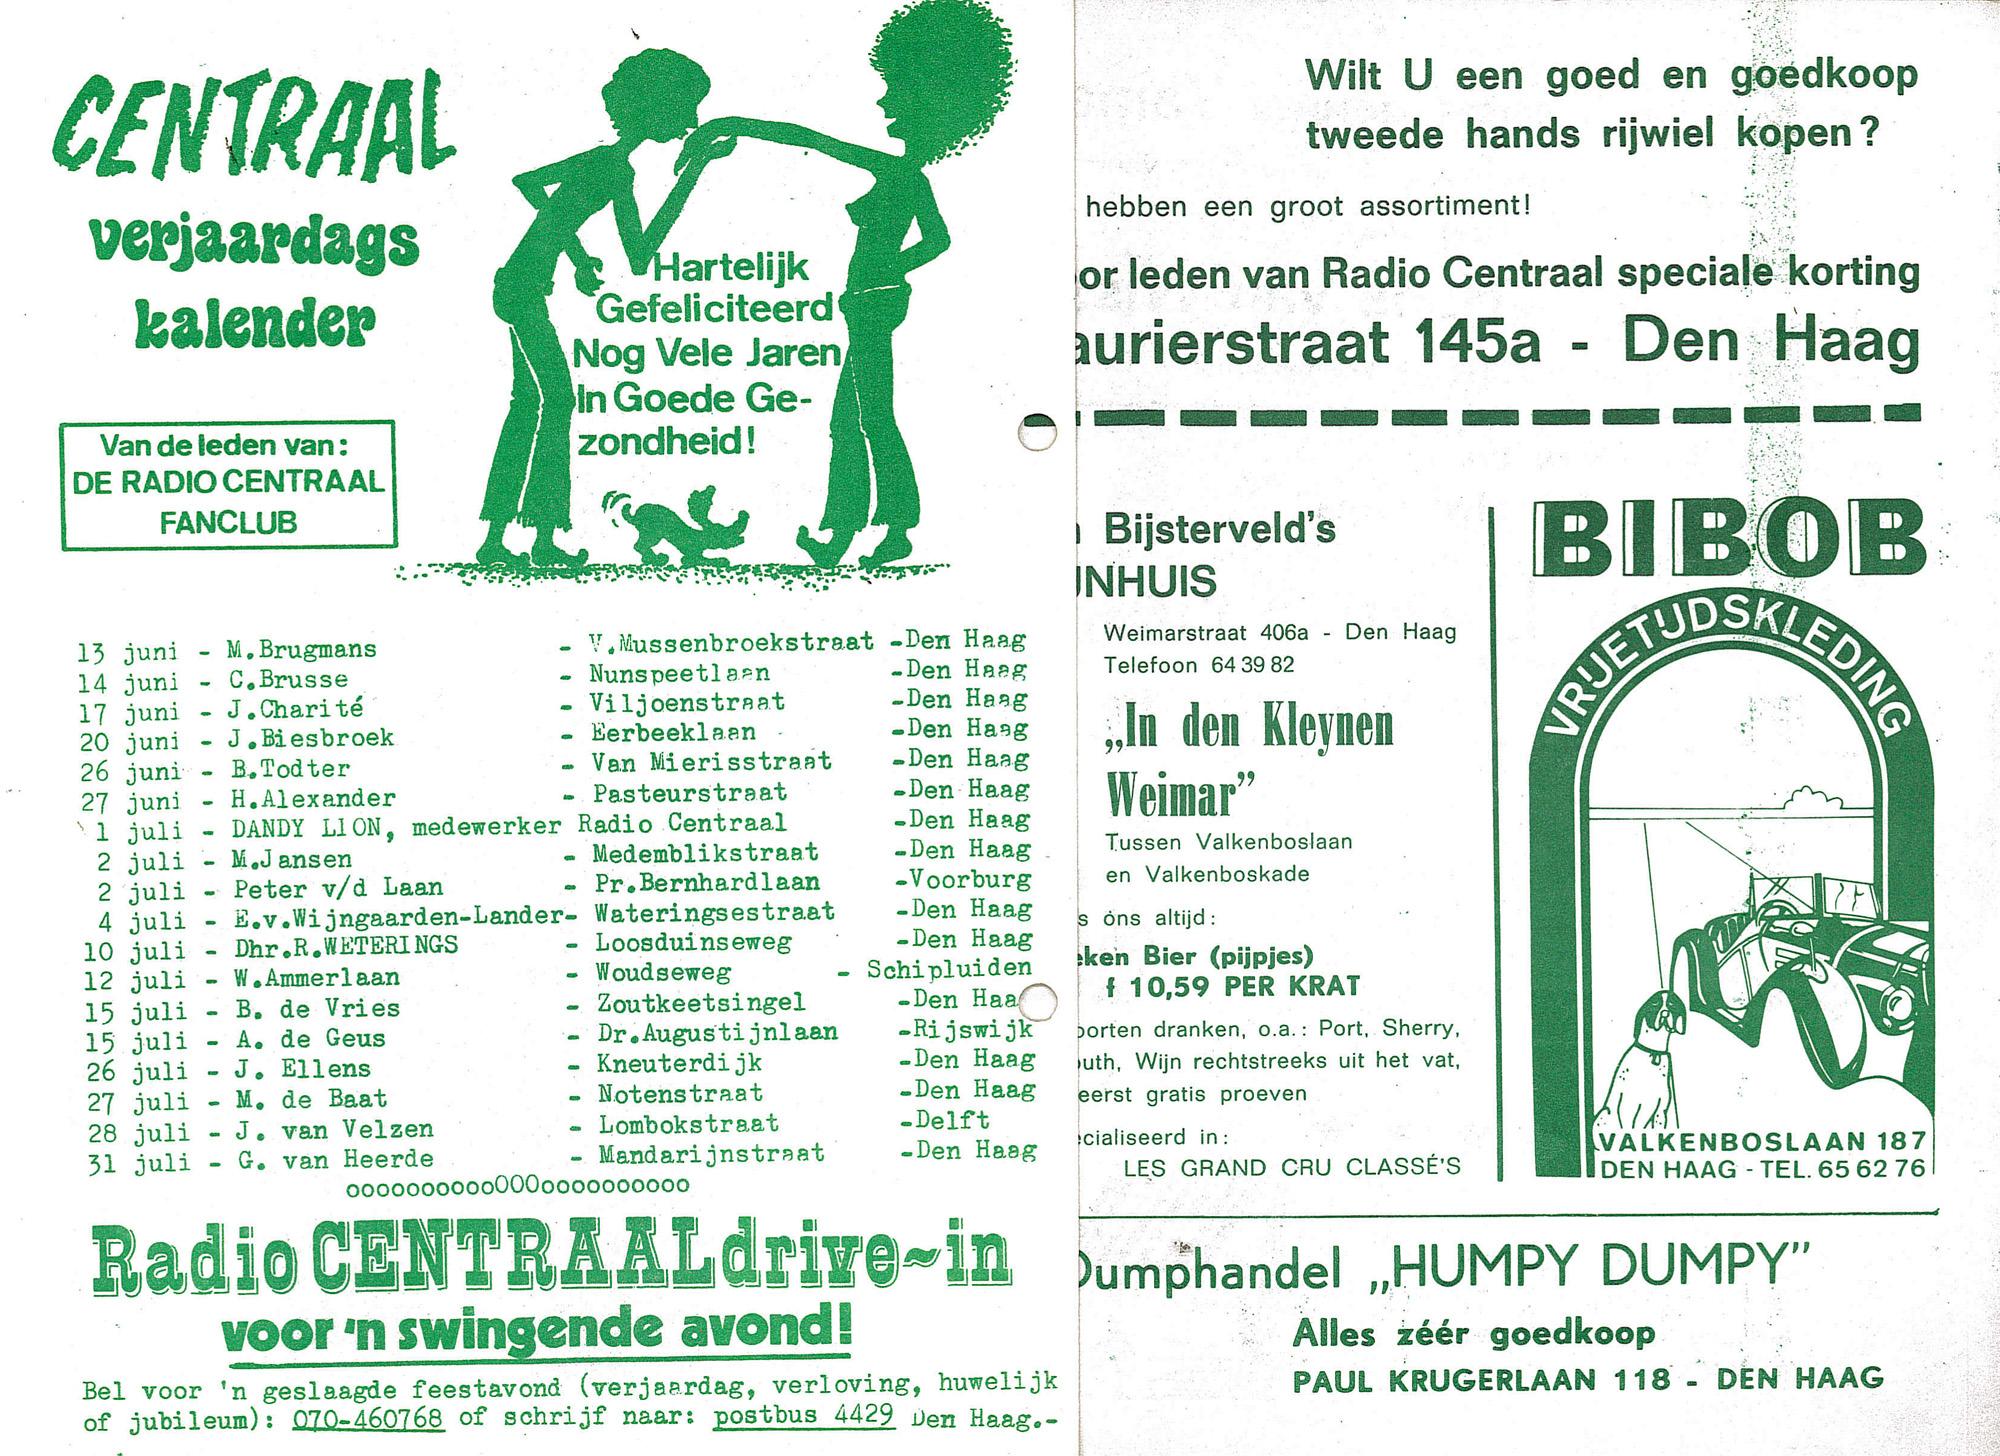 CENTRAAL
verjaardags
kalender
Hartelijk
Gefeliciteerd
Nog Vele Jaren
In Goede Ge-
zondheid!
Van de leden van:
DE RADIO CENTRAAL
FANCLUB
13 juni - M.Brugmans - V.Mussenbroekstraat -Den Haag
14 juni - C.Brusse - Nunspeetlaan -Den Haag
17 juni - J.Charité - Viljoenstraat -Den Haag
20 juni - J.Biesbroek - Eerbeeklaan -Den Haag
26 juni - B.Todter - Van Mierisstraat -Den Haag
27 juni - H.Alexander - Pasteurstraat -Den Haag
1 juli - DANDY LION, medewerker Radio Centraal -Den Haag
2 juli - M.Jansen - Medemblikstraat -Den Haag
2 juli - Peter v/d Laan - Pr.Bernhardlaan -Voorburg
4 juli - E.v.Wijngaarden-Lander- Wateringsestraat -Den Haag
10 juli - Dhr.R.WETERINGS - Loosduinseweg -Den Haag
12 juli - W.Ammerlaan - Woudseweg - Schipluiden
15 juli - B. de Vries - Zoutkeetsingel -Den Haa
15 juli - A. de Geus - Dr.Augustijnlaan -Rijswijk
26 juli - J. Ellens - Kneuterdijk -Den Haag
27 juli - M. de Baat - Notenstraat -Den Haag
28 juli - J. van Velzen - Lombokstraat -Delft
31 juli - G. van Heerde - Mandarijnstraat -Den Haag
ooooooooooOOOoooooooooo
Radio CENTRAAL drive~in
voor 'n swingende avond!
Bel voor 'n geslaagde feestavond (verjaardag, verloving, huwelijk
of jubileum): 070-460768 of schrijf naar: postbus 4429 Den Haag.-
Wilt U een goed en goedkoop
tweede hands rijwiel kopen?
hebben een groot assortiment!
or leden van Radio Centraal speciale korting
aurierstraat 145a - Den Haag
Bijsterveld's
JNHUIS
Weimarstraat 406a - Den Haag
Telefoon 64 39 82
„In den Kleynen
Weimar”
Tussen Valkenboslaan
en Valkenboskade
s ons altijd:
ken Bier (pijpjes)
f 10,59 PER KRAT
oorten dranken, o.a.: Port, Sherry,
uth, Wijn rechtstreeks uit het vat,
eerst gratis proeven
cialiseerd in:
LES GRAND CRU CLASSÉ'S
BIBOB
VRIJETIJDSKLEDING
VALKENBOSLAAN 187
DEN HAAG - TEL. 65 62 76
Dumphandel „HUMPY DUMPY”
Alles zéér goedkoop
PAUL KRUGERLAAN 118 - DEN HAAG